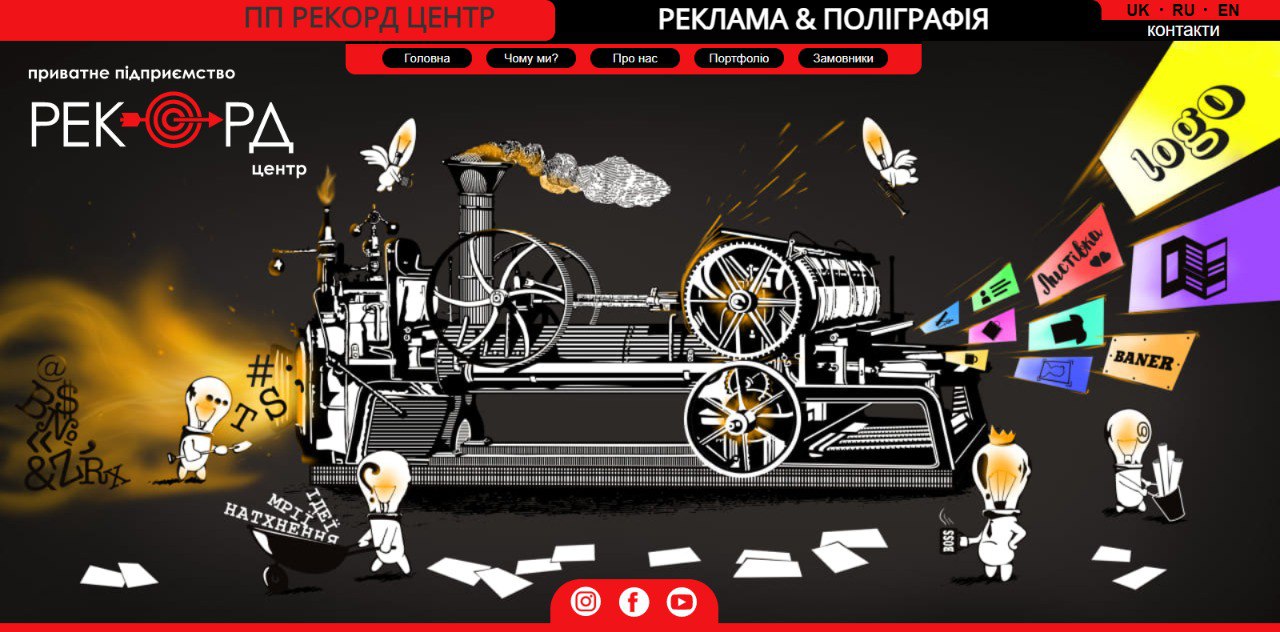 ПП РЕКОРД ЦЕНТР
РЕКЛАМА & ПОЛІГРАФІЯ
UK · RU · EN
контакти
Головна
Чому ми?
Про нас
Портфоліо
Замовники
приватне підприємство
РЕКОРД
центр
logo
Листівка
BANER
@
$
№
«
&
# 
T S
ІДЕЇ
МРІЇ
НАТХНЕННЯ
@
BOSS